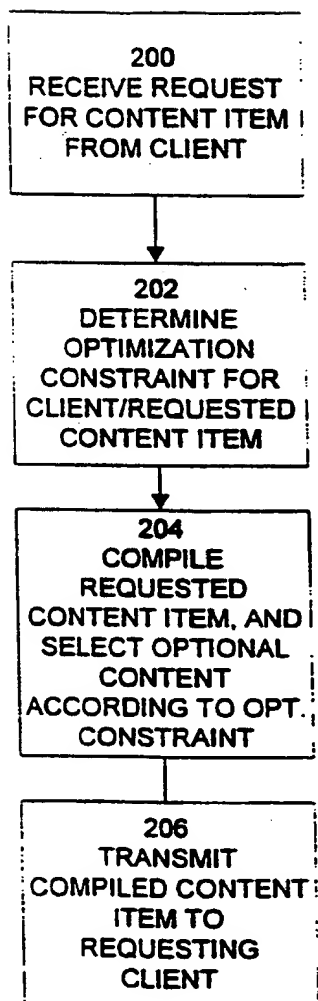 200
RECEIVE REQUEST
FOR CONTENT ITEM
FROM CLIENT
202
DETERMINE
OPTIMIZATION
CONSTRAINT FOR
CLIENT/REQUESTED
CONTENT ITEM
204
COMPILE
REQUESTED
CONTENT ITEM, AND
SELECT OPTIONAL
CONTENT
ACCORDING TO OPT.
CONSTRAINT
206
TRANSMIT
COMPILED CONTENT
ITEM TO
REQUESTING
CLIENT